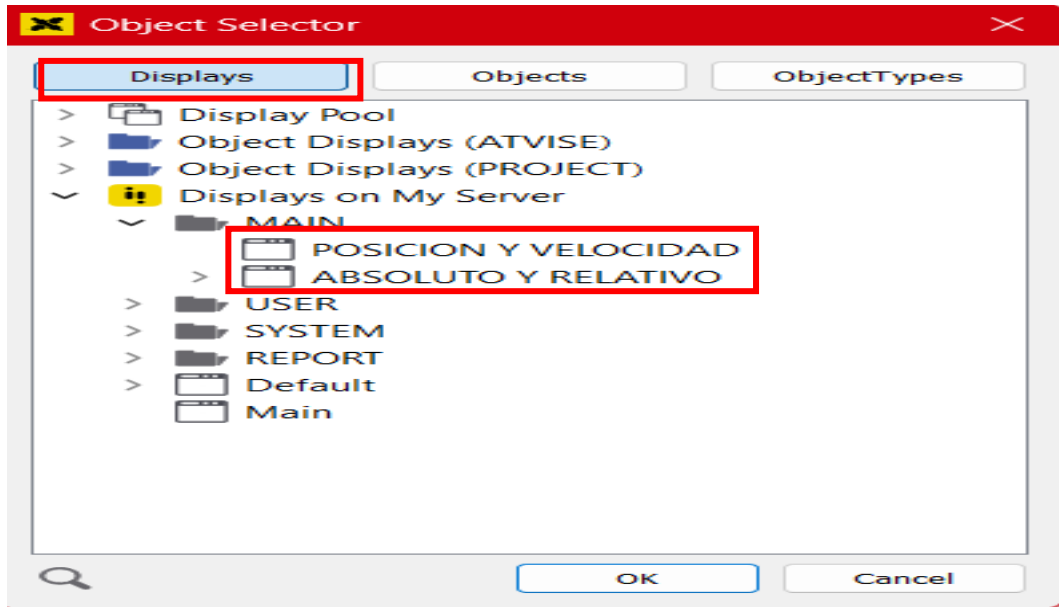 Object Selector
Displays Objects ObjectTypes
Display Pool
Object Displays (ATVISE)
Object Displays (PROJECT)
Displays on My Server
MAIN
POSICION Y VELOCIDAD
ABSOLUTO Y RELATIVO
USER
SYSTEM
REPORT
Default
Main
OK Cancel